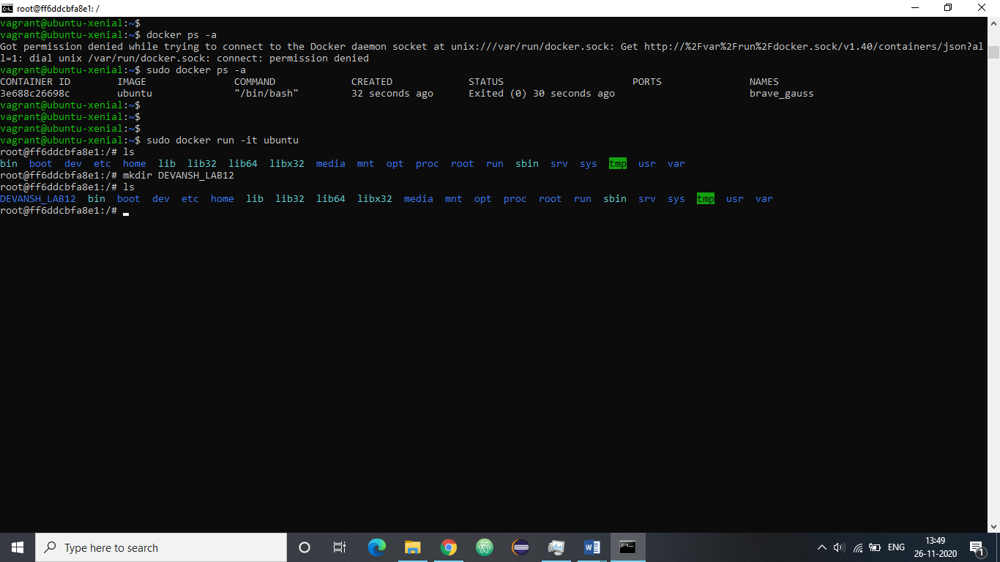 root@ff6ddcbfa8e1: /
vagrant@ubuntu-xenial:~$
vagrant@ubuntu-xenial:~$ docker ps -a
Got permission denied while trying to connect to the Docker daemon socket at unix:///var/run/docker.sock: Get http://%2Fvar%2Frun%2Fdocker.sock/v1.40/containers/json?al
l=1: dial unix /var/run/docker.sock: connect: permission denied
vagrant@ubuntu-xenial:~$ sudo docker ps -a
CONTAINER ID        IMAGE               COMMAND             CREATED             STATUS                      PORTS               NAMES
3e688c26698c        ubuntu              "/bin/bash"         32 seconds ago      Exited (0) 30 seconds ago                       brave_gauss
vagrant@ubuntu-xenial:~$
vagrant@ubuntu-xenial:~$
vagrant@ubuntu-xenial:~$
vagrant@ubuntu-xenial:~$ sudo docker run -it ubuntu
root@ff6ddcbfa8e1:/# ls
bin  boot  dev  etc  home  lib  lib32  lib64  libx32  media  mnt  opt  proc  root  run  sbin  srv  sys  tmp  usr  var
root@ff6ddcbfa8e1:/# mkdir DEVANSH_LAB12
root@ff6ddcbfa8e1:/# ls
DEVANSH_LAB12  bin  boot  dev  etc  home  lib  lib32  lib64  libx32  media  mnt  opt  proc  root  run  sbin  srv  sys  tmp  usr  var
root@ff6ddcbfa8e1:/#
Type here to search
ENG
13:49
26-11-2020
1